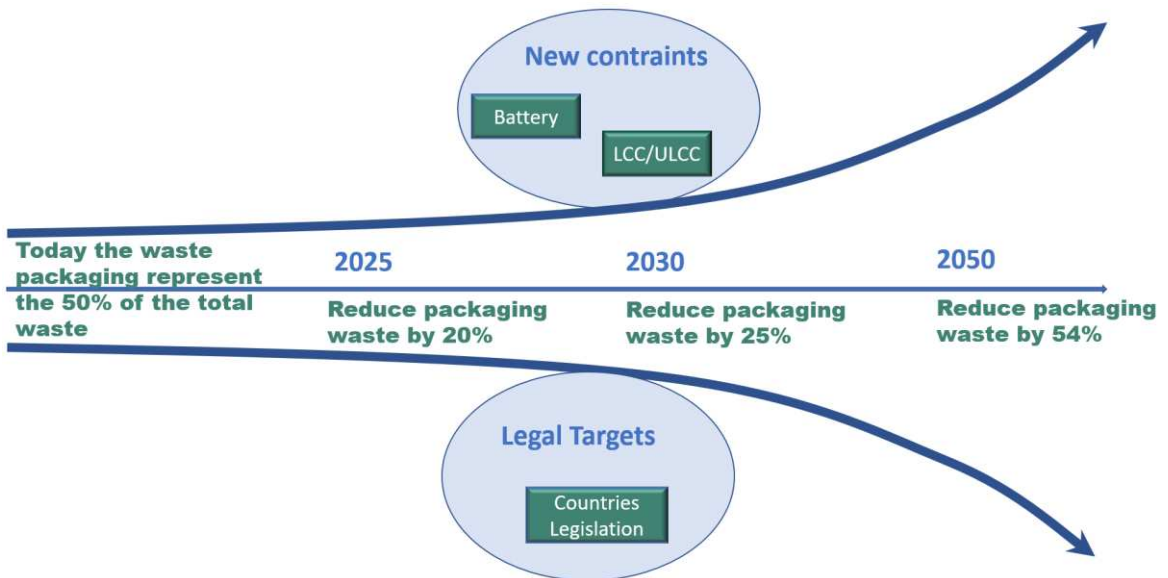 New contraints
Battery
LCC/ULCC
Today the waste
packaging represent
the 50% of the total
waste
2025
Reduce packaging
waste by 20%
2030
Reduce packaging
waste by 25%
2050
Reduce packaging
waste by 54%
Legal Targets
Countries
Legislation